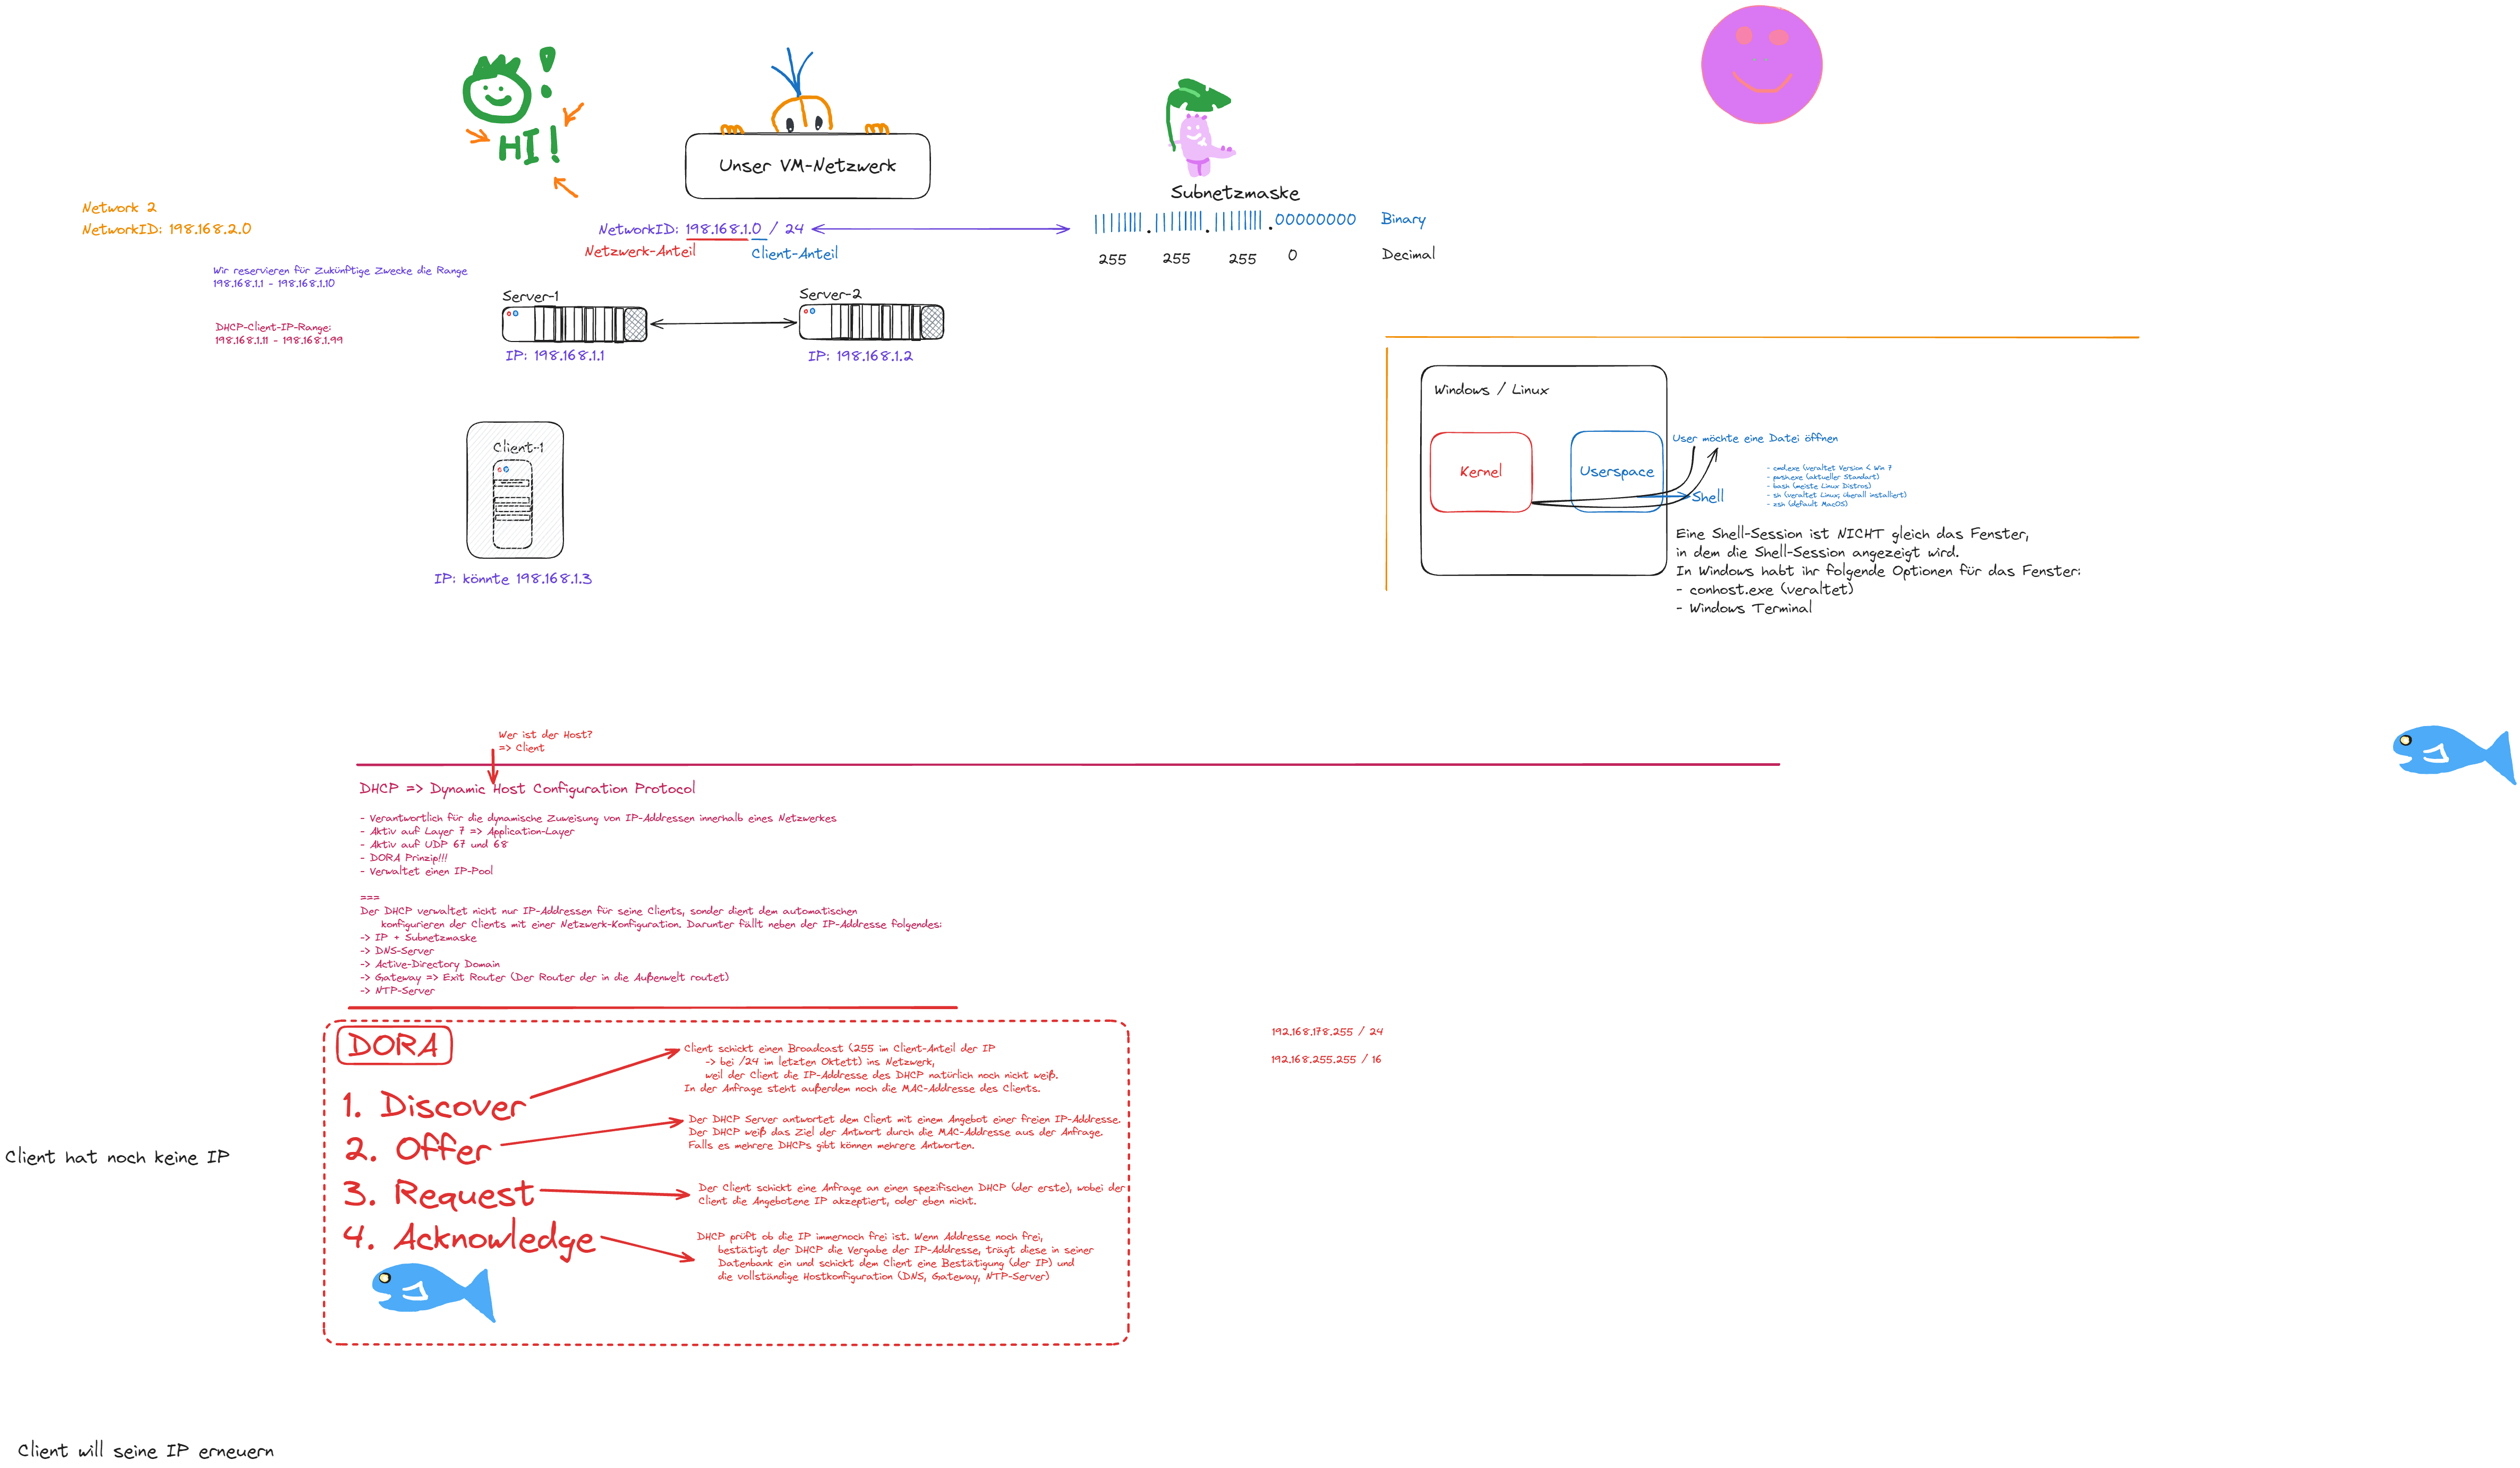 HI!
Unser VM-Netzwerk
Subnetzmaske
Network 2
NetworkID: 198.168.2.0
NetworkID: 198.168.1.0 / 24
Netzwerk-Anteil
Client-Anteil
11111111.11111111.11111111.00000000
Binary
255 255 255 0
Decimal
Wir reservieren für Zukünftige Zwecke die Range
198.168.1.1 - 198.168.1.10
DHCP-Client-IP-Range:
198.168.1.11 - 198.168.1.99
Server-1
IP: 198.168.1.1
Server-2
IP: 198.168.1.2
Client-1
IP: könnte 198.168.1.3
Windows / Linux
Kernel
Userspace
User möchte eine Datei öffnen
Shell
- cmd.exe (veraltet Version < Win 7
- pwsh.exe (aktueller Standart)
- bash (meiste Linux Distros)
- sh (veraltet Linux; überall installiert)
- zsh (default MacOS)
Eine Shell-Session ist NICHT gleich das Fenster,
in dem die Shell-Session angezeigt wird.
In Windows habt ihr folgende Optionen für das Fenster:
- conhost.exe (veraltet)
- Windows Terminal
Wer ist der Host?
=> Client
DHCP => Dynamic Host Configuration Protocol
- Verantwortlich für die dynamische Zuweisung von IP-Addressen innerhalb eines Netzwerkes
- Aktiv auf Layer 7 => Application-Layer
- Aktiv auf UDP 67 und 68
- DORA Prinzip!!!
- Verwaltet einen IP-Pool
===
Der DHCP verwaltet nicht nur IP-Addressen für seine Clients, sonder dient dem automatischen
konfigurieren der Clients mit einer Netzwerk-Konfiguration. Darunter fällt neben der IP-Addresse folgendes:
-> IP + Subnetzmaske
-> DNS-Server
-> Active-Directory Domain
-> Gateway => Exit Router (Der Router der in die Außenwelt routet)
-> NTP-Server
DORA
1. Discover
Client schickt einen Broadcast (255 im Client-Anteil der IP
-> bei /24 im letzten Oktett) ins Netzwerk,
weil der Client die IP-Addresse des DHCP natürlich noch nicht weiß.
In der Anfrage steht außerdem noch die MAC-Addresse des Clients.
2. Offer
Der DHCP Server antwortet dem Client mit einem Angebot einer freien IP-Addresse.
Der DHCP weiß das Ziel der Antwort durch die MAC-Addresse aus der Anfrage.
Falls es mehrere DHCPs gibt können mehrere Antworten.
3. Request
Der Client schickt eine Anfrage an einen spezifischen DHCP (der erste), wobei der
Client die Angebotene IP akzeptiert, oder eben nicht.
4. Acknowledge
DHCP prüft ob die IP immernoch frei ist. Wenn Addresse noch frei,
bestätigt der DHCP die Vergabe der IP-Addresse, trägt diese in seiner
Datenbank ein und schickt dem Client eine Bestätigung (der IP) und
die vollständige Hostkonfiguration (DNS, Gateway, NTP-Server)
192.168.178.255 / 24
192.168.255.255 / 16
Client hat noch keine IP
Client will seine IP erneuern